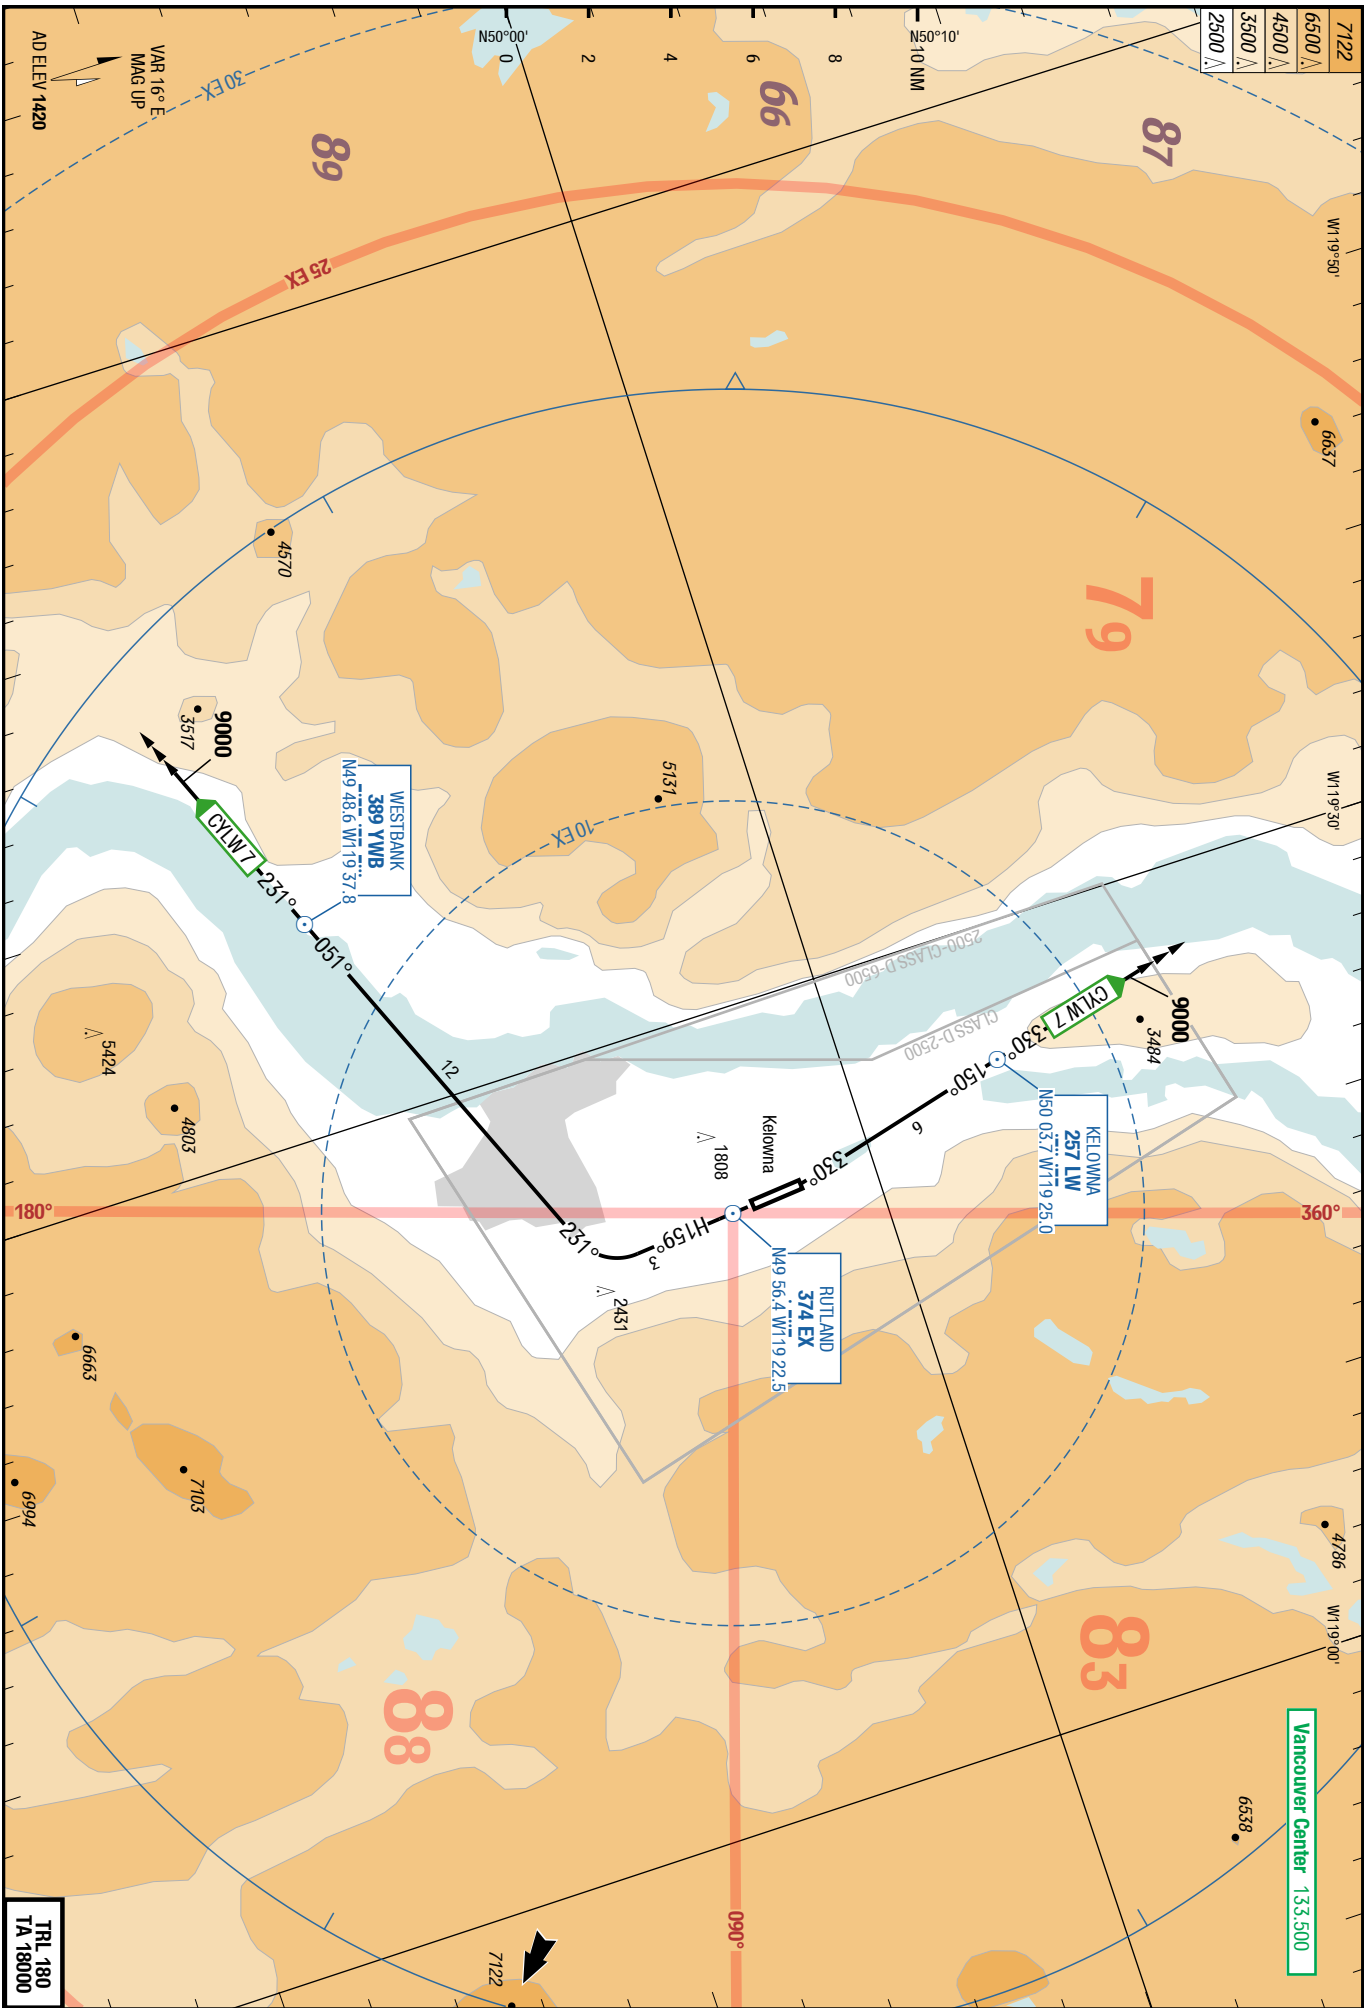 7122
6500
4500
3500
2500
N50°00'
0
2
4
6
8
10 NM
N50°10'
VAR 16° E
MAG UP
AD ELEV 1420
30 EX
89
66
87
25 EX
W119°50'
6637
4570
79
3517
9000
CYLW 7
231°
WESTBANK
389 YWB
N49 48.6 W119 37.8
051°
12
5131
10 EX
W119°30'
2500-CLASS D-6500
CLASS D-2500
CYLW 7
9000
3484
330°
150°
KELOWNA
257 LW
N50 03.7 W119 25.0
6
330°
Kelowna
1808
H159°
3
231°
2431
RUTLAND
374 EX
N49 56.4 W119 22.5
5424
4803
180°
360°
090°
6663
7103
6994
4786
W119°00'
83
88
6538
7122
Vancouver Center 133.500
TRL 180
TA 18000